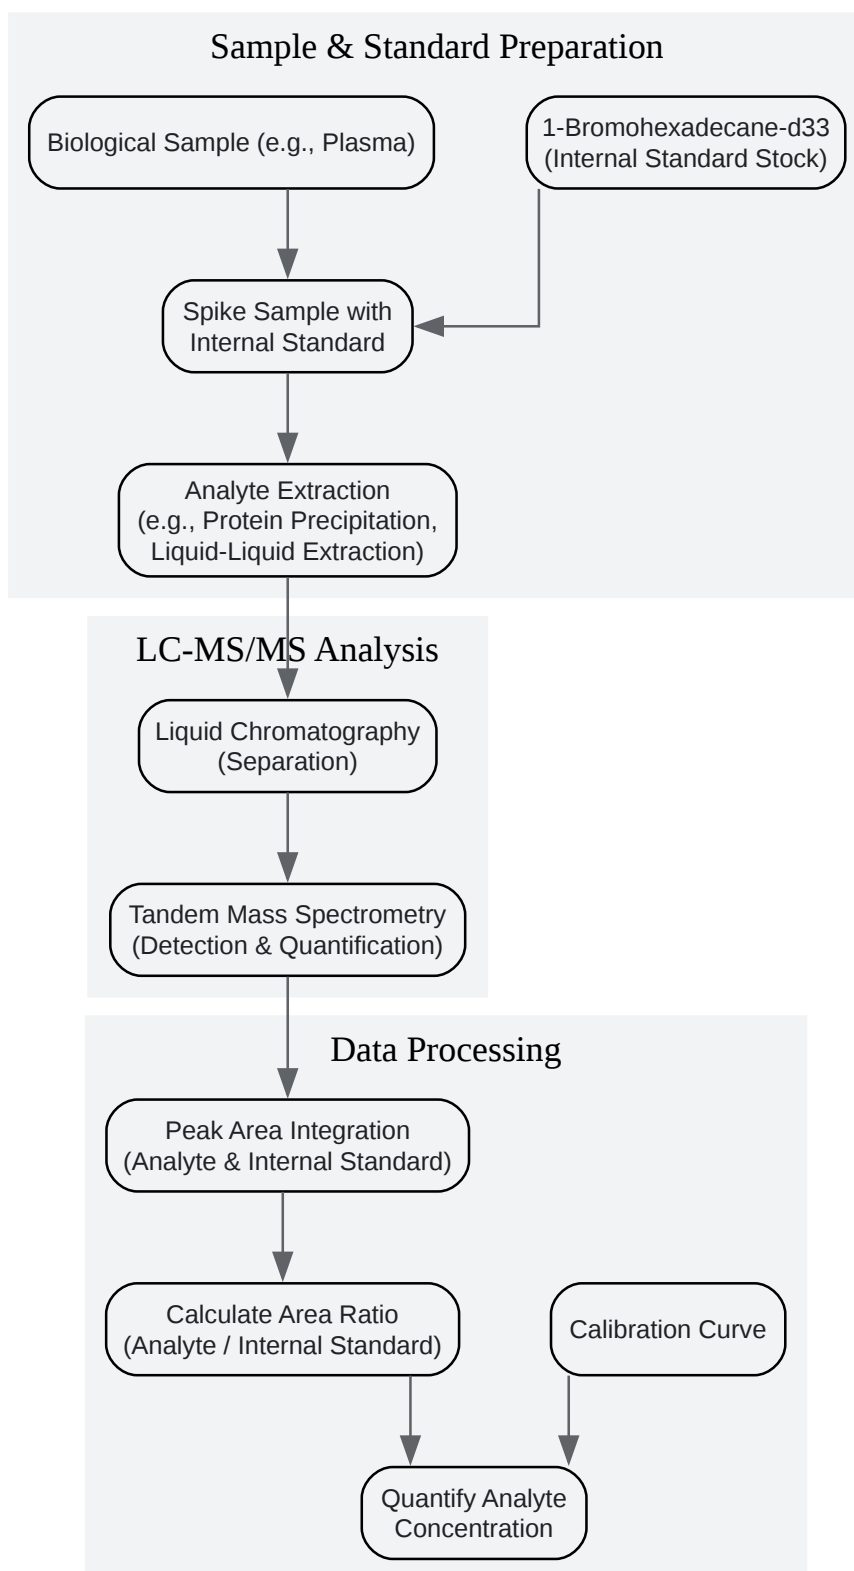 Sample & Standard Preparation
Biological Sample (e.g., Plasma)
1-Bromohexadecane-d33
(Internal Standard Stock)
Spike Sample with
Internal Standard
Analyte Extraction
(e.g., Protein Precipitation,
Liquid-Liquid Extraction)
LC-MS/MS Analysis
Liquid Chromatography
(Separation)
Tandem Mass Spectrometry
(Detection & Quantification)
Data Processing
Peak Area Integration
(Analyte & Internal Standard)
Calculate Area Ratio
(Analyte / Internal Standard)
Calibration Curve
Quantify Analyte
Concentration